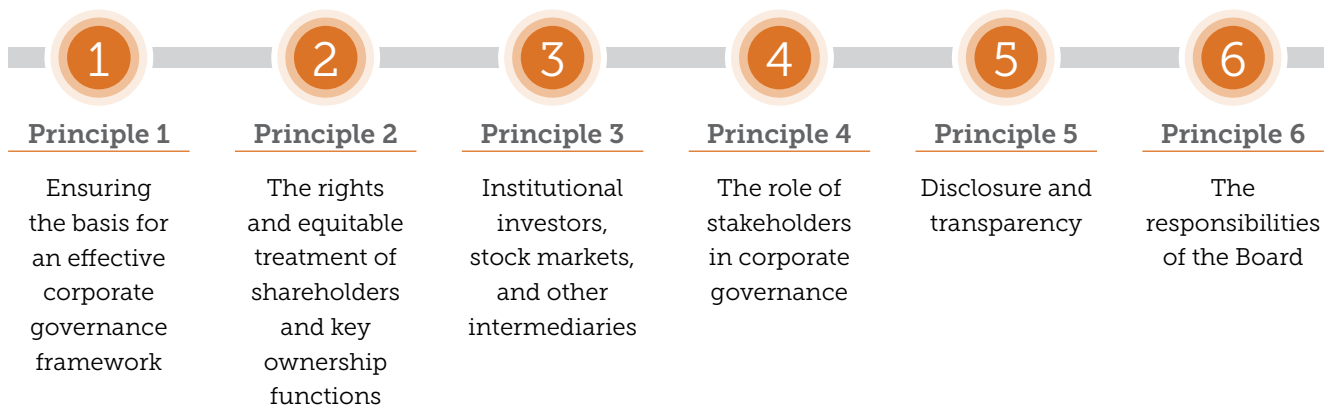 1
Principle 1
Ensuring
the basis for
an effective
corporate
governance
framework
2
Principle 2
The rights
and equitable
treatment of
shareholders
and key
ownership
functions
3
Principle 3
Institutional
investors,
stock markets,
and other
intermediaries
4
Principle 4
The role of
stakeholders
in corporate
governance
5
Principle 5
Disclosure and
transparency
6
Principle 6
The
responsibilities
of the Board